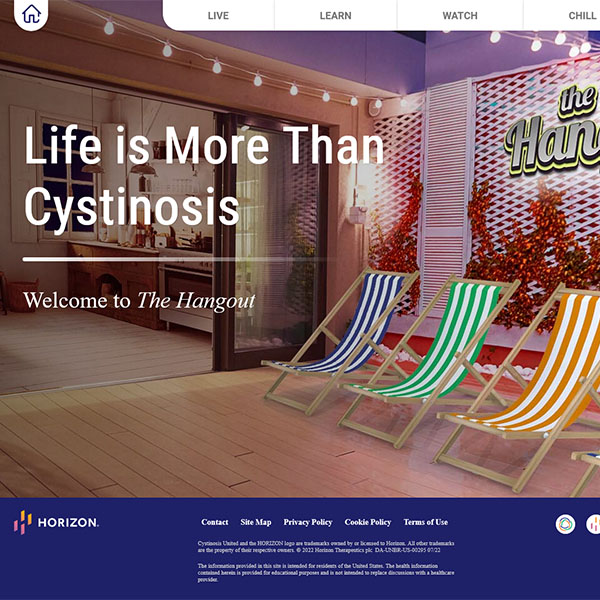 LIVE
LEARN
WATCH
CHILL
the
Hang
Life is More Than
Cystinosis
Welcome to The Hangout
HORIZON®
Contact
Site Map
Privacy Policy
Cookie Policy
Terms of Use
Cystinosis United and the HORIZON logo are trademarks owned by or licensed to Horizon. All other trademarks
are the property of their respective owners. © 2022 Horizon Therapeutics plc DA-UNBR-US-00295 07/22
The information provided in this site is intended for residents of the United States. The health information
contained herein is provided for educational purposes and is not intended to replace discussions with a healthcare
provider.